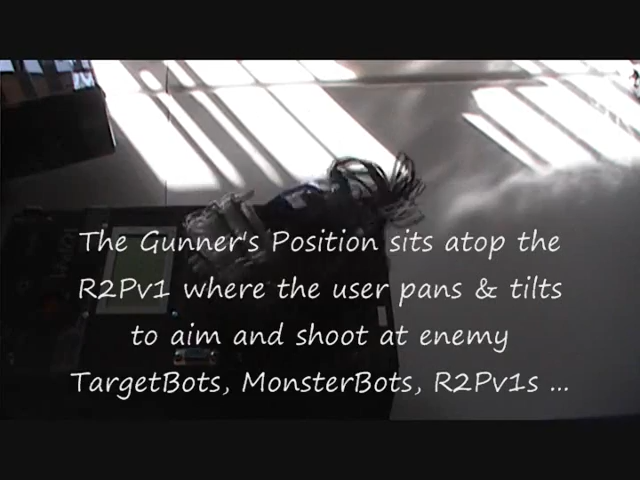 The Gunner's Position sits atop the
R2Pv1 where the user pans & tilts
to aim and shoot at enemy
TargetBots, MonsterBots, R2Pv1s ...